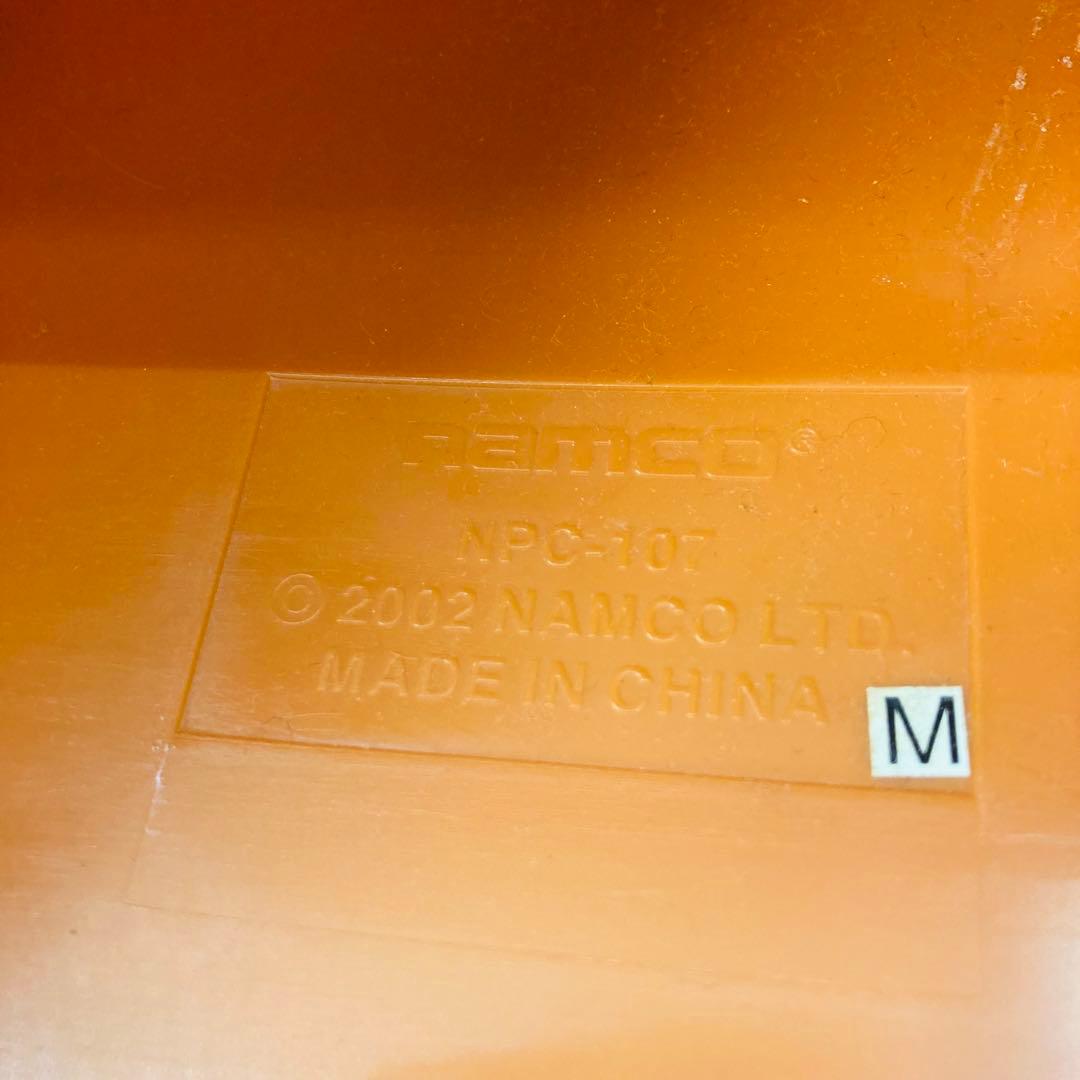 namco®
NPC-107
© 2002 NAMCO LTD.
MADE IN CHINA
M